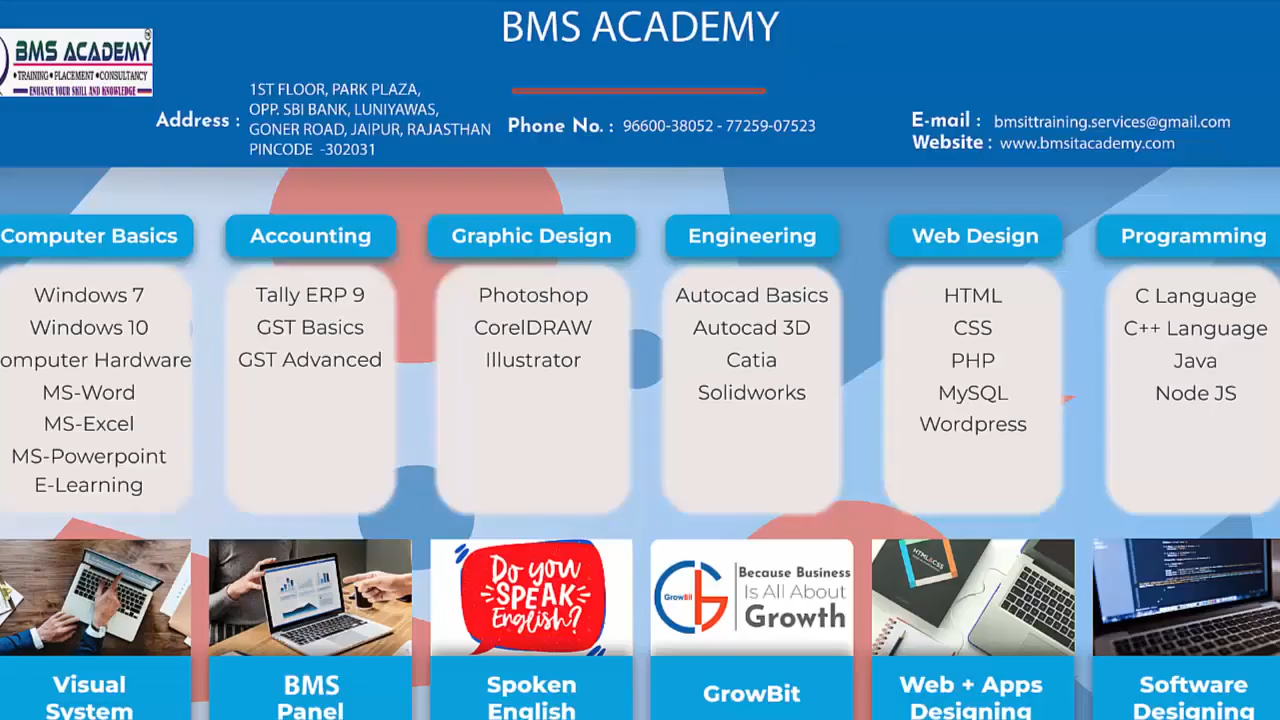 BMS ACADEMY
BMS ACADEMY
• TRAINING • PLACEMENT • CONSULTANCY
ENHANCE YOUR SKILL AND KNOWLEDGE
Address :
1ST FLOOR, PARK PLAZA,
OPP. SBI BANK, LUNIYAWAS,
GONER ROAD, JAIPUR, RAJASTHAN
PINCODE -302031
Phone No. : 96600-38052 - 77259-07523
E-mail : bmsittraining.services@gmail.com
Website : www.bmsitacademy.com
Computer Basics
Windows 7
Windows 10
omputer Hardware
MS-Word
MS-Excel
MS-Powerpoint
E-Learning
Accounting
Tally ERP 9
GST Basics
GST Advanced
Graphic Design
Photoshop
CorelDRAW
Illustrator
Engineering
Autocad Basics
Autocad 3D
Catia
Solidworks
Web Design
HTML
CSS
PHP
MySQL
Wordpress
Programming
C Language
C++ Language
Java
Node JS
Visual
System
BMS
Panel
Do you
SPEAK
English?
Spoken
English
GrowBit
Because Business
Is All About
Growth
GrowBit
HTML & CSS
Web + Apps
Designing
Software
Designing